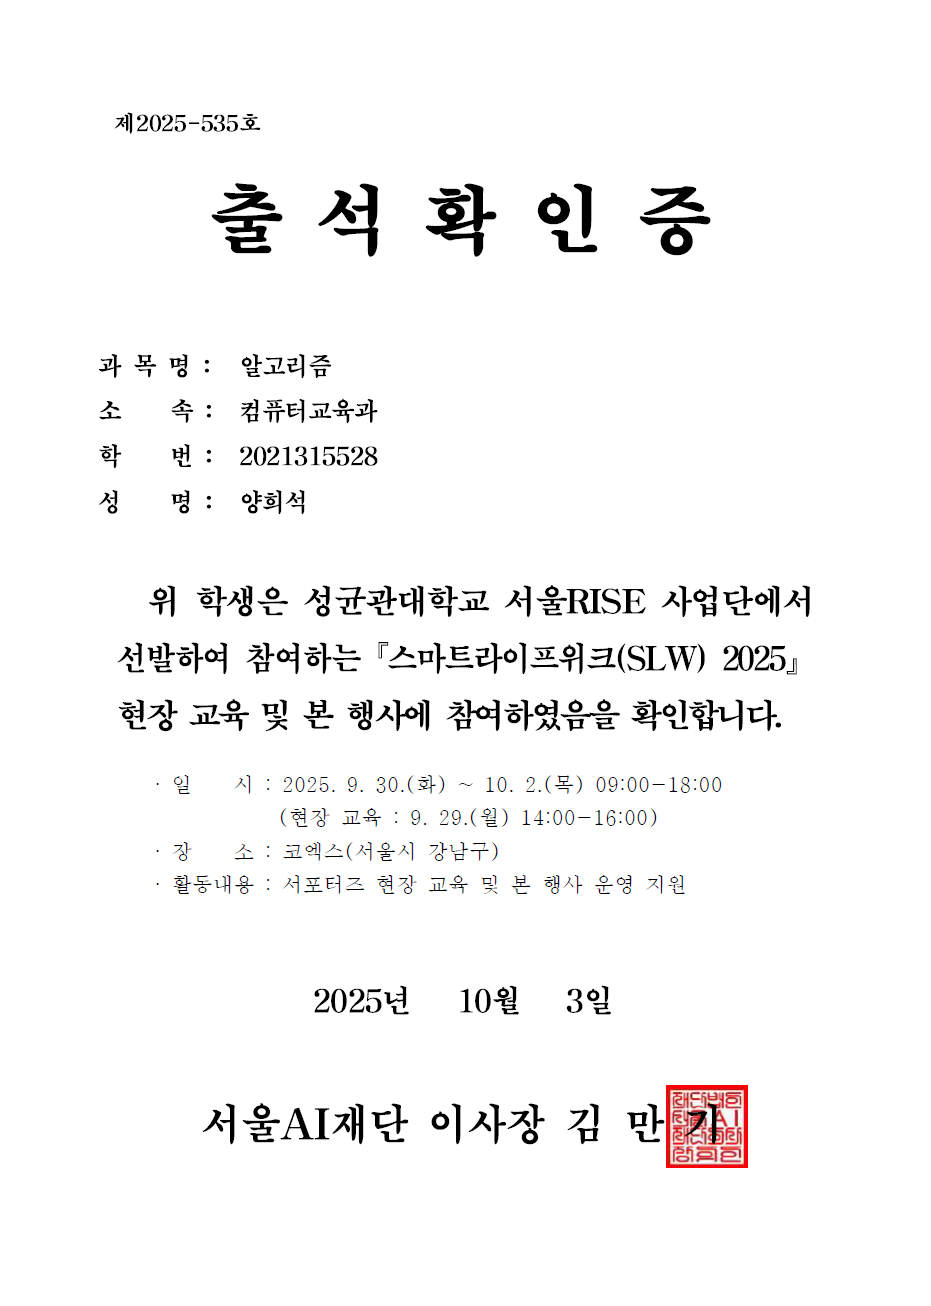 제2025-535호
출 석 확 인 증
과 목 명 : 알고리즘
소 속 : 컴퓨터교육과
학 번 : 2021315528
성 명 : 양희석
위 학생은 성균관대학교 서울RISE 사업단에서
선발하여 참여하는 『스마트라이프위크(SLW) 2025』
현장 교육 및 본 행사에 참여하였음을 확인합니다.
· 일 시 : 2025. 9. 30.(화) ~ 10. 2.(목) 09:00-18:00
(현장 교육 : 9. 29.(월) 14:00-16:00)
· 장 소 : 코엑스(서울시 강남구)
· 활동내용 : 서포터즈 현장 교육 및 본 행사 운영 지원
2025년 10월 3일
서울AI재단 이사장 김 만 기